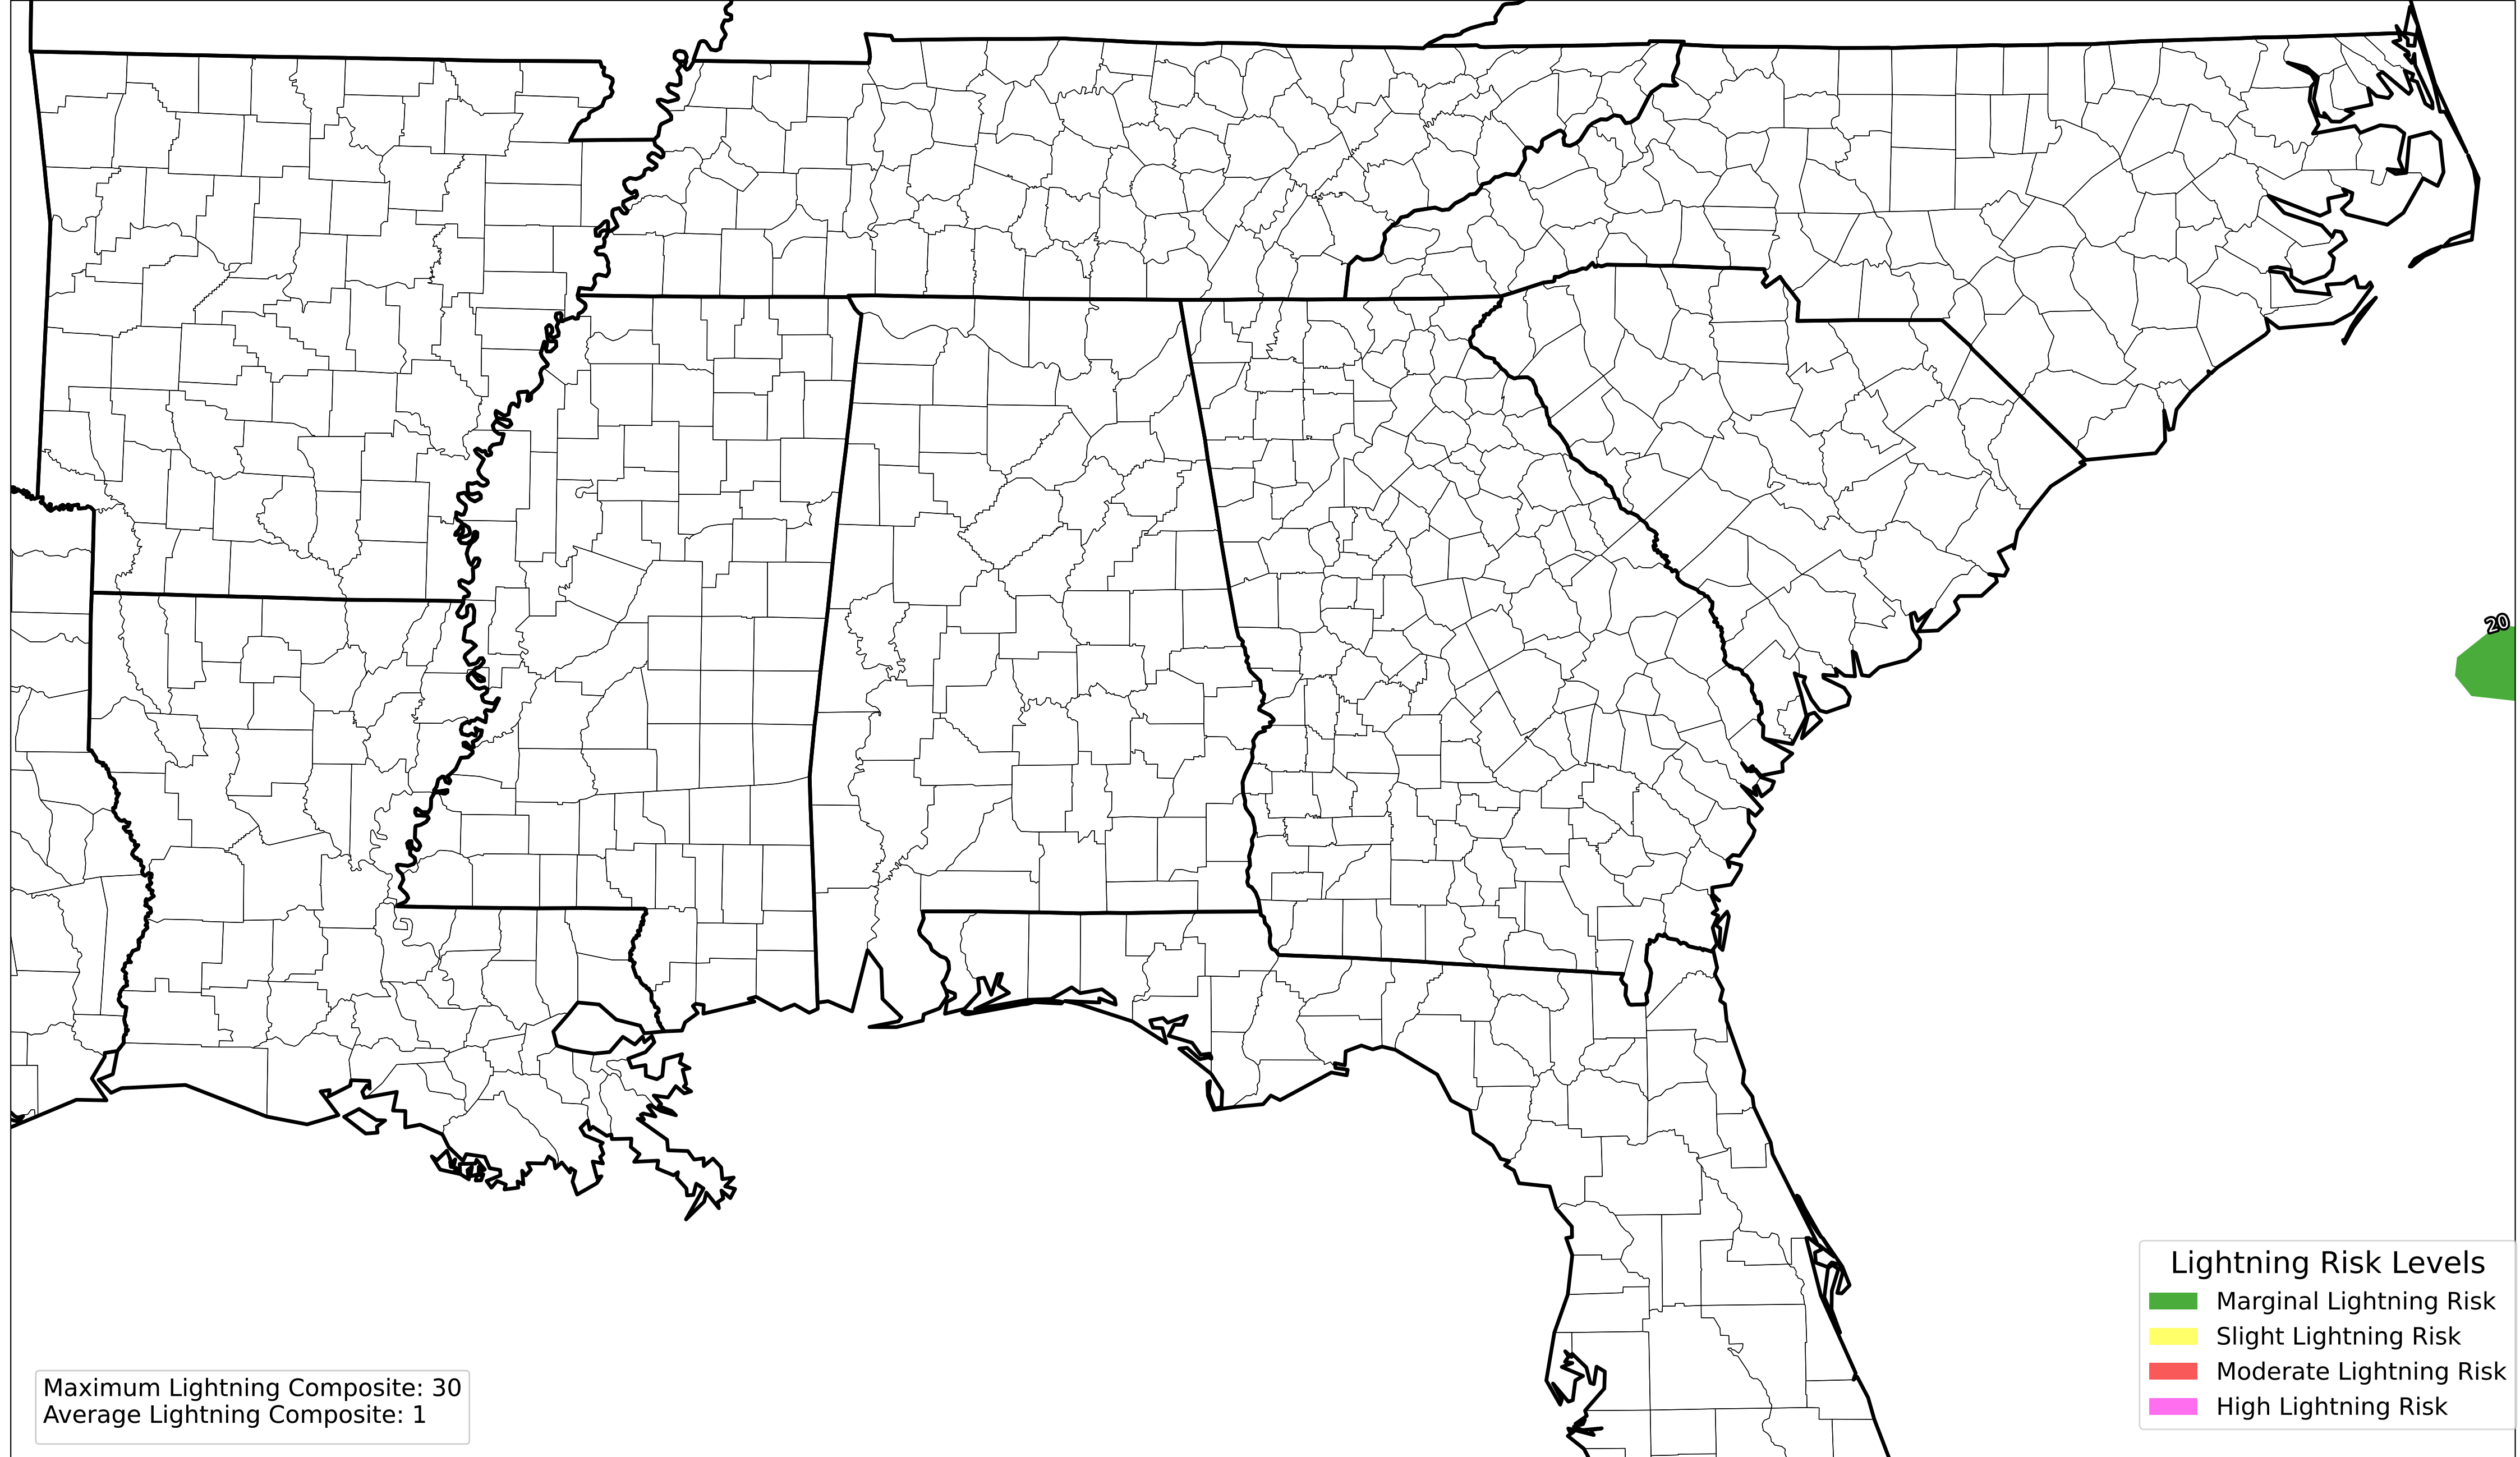 20
Lightning Risk Levels
Marginal Lightning Risk
Slight Lightning Risk
Moderate Lightning Risk
High Lightning Risk
Maximum Lightning Composite: 30
Average Lightning Composite: 1